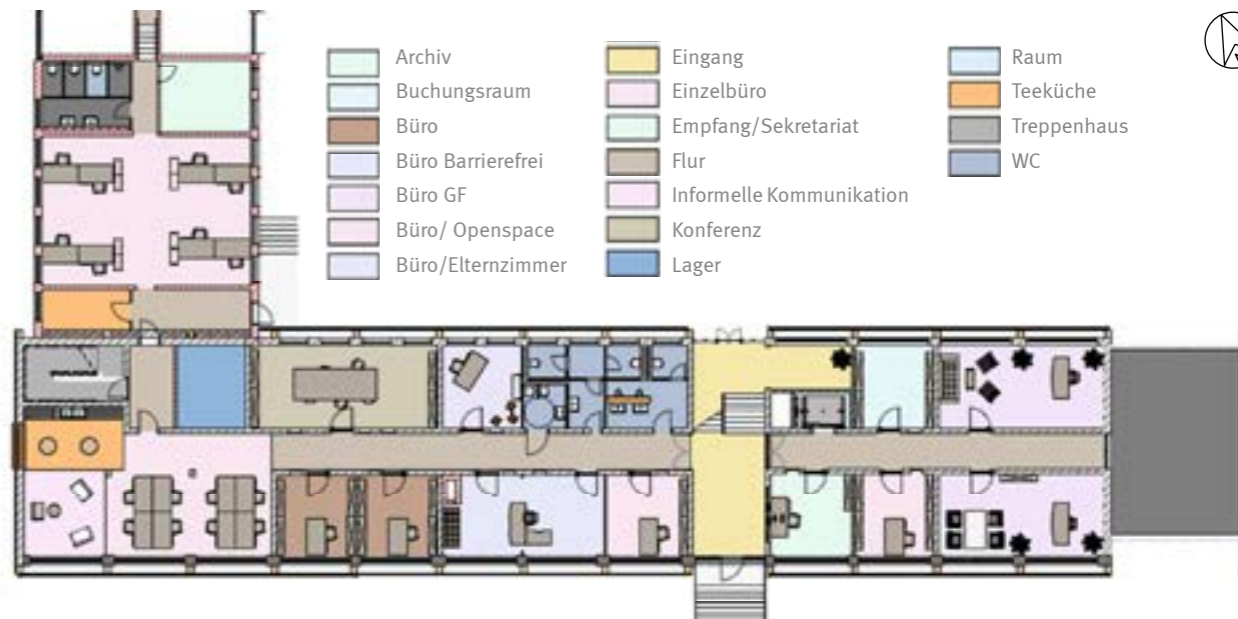 Archiv
Buchungsraum
Büro
Büro Barrierefrei
Büro GF
Büro/ Openspace
Büro/Elternzimmer
Eingang
Einzelbüro
Empfang/Sekretariat
Flur
Informelle Kommunikation
Konferenz
Lager
Raum
Teeküche
Treppenhaus
WC